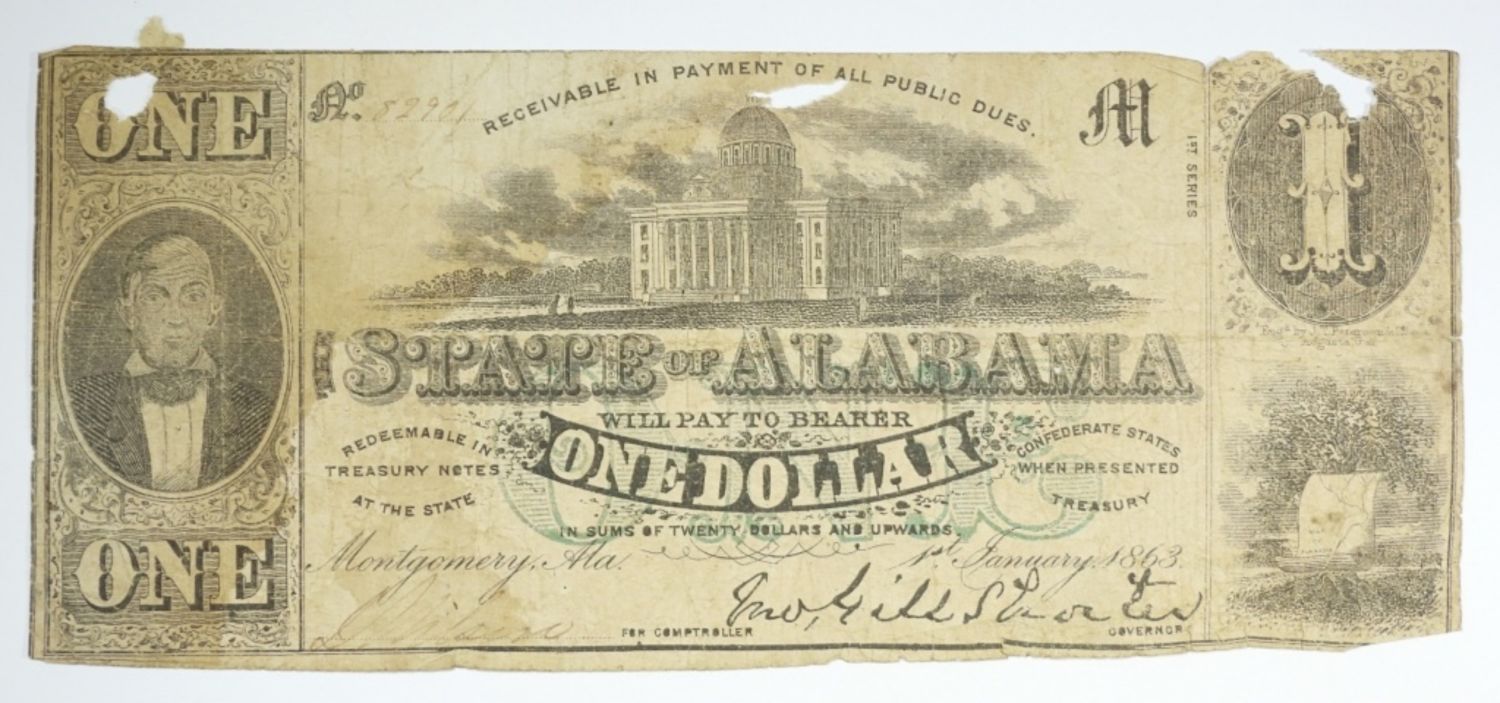 ONE
No. 82901
RECEIVABLE IN PAYMENT OF ALL PUBLIC DUES.
M
1ST SERIES
1
STATE OF ALABAMA
WILL PAY TO BEARER
ONE DOLLAR
REDEEMABLE IN
TREASURY NOTES
AT THE STATE
CONFEDERATE STATES
WHEN PRESENTED
TREASURY
IN SUMS OF TWENTY DOLLARS AND UPWARDS.
Montgomery, Ala. 1st January, 1863
ONE
FOR COMPTROLLER
Jno, Gill Shorter
GOVERNOR